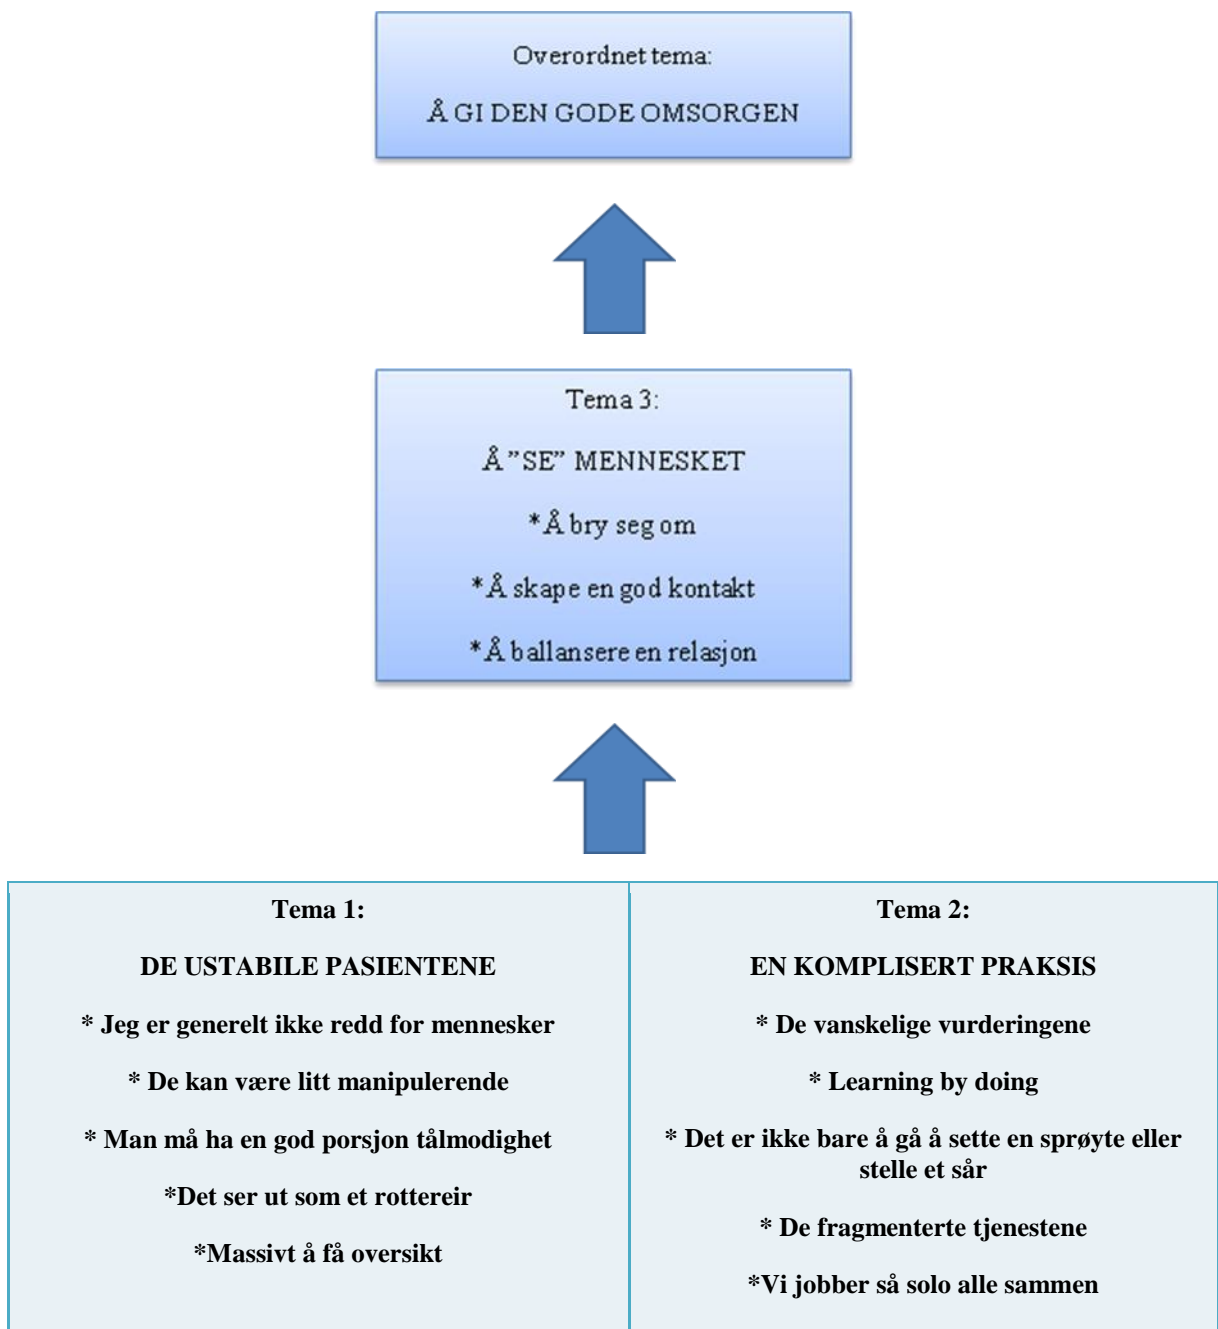 Overordnet tema:
Å GI DEN GODE OMSORGEN
Tema 3:
Å ”SE” MENNESKET
*Å bry seg om
*Å skape en god kontakt
*Å ballansere en relasjon
Tema 1:
DE USTABILE PASIENTENE
* Jeg er generelt ikke redd for mennesker
* De kan være litt manipulerende
* Man må ha en god porsjon tålmodighet
*Det ser ut som et rottereir
*Massivt å få oversikt
Tema 2:
EN KOMPLISERT PRAKSIS
* De vanskelige vurderingene
* Learning by doing
* Det er ikke bare å gå å sette en sprøyte eller
stelle et sår
* De fragmenterte tjenestene
*Vi jobber så solo alle sammen